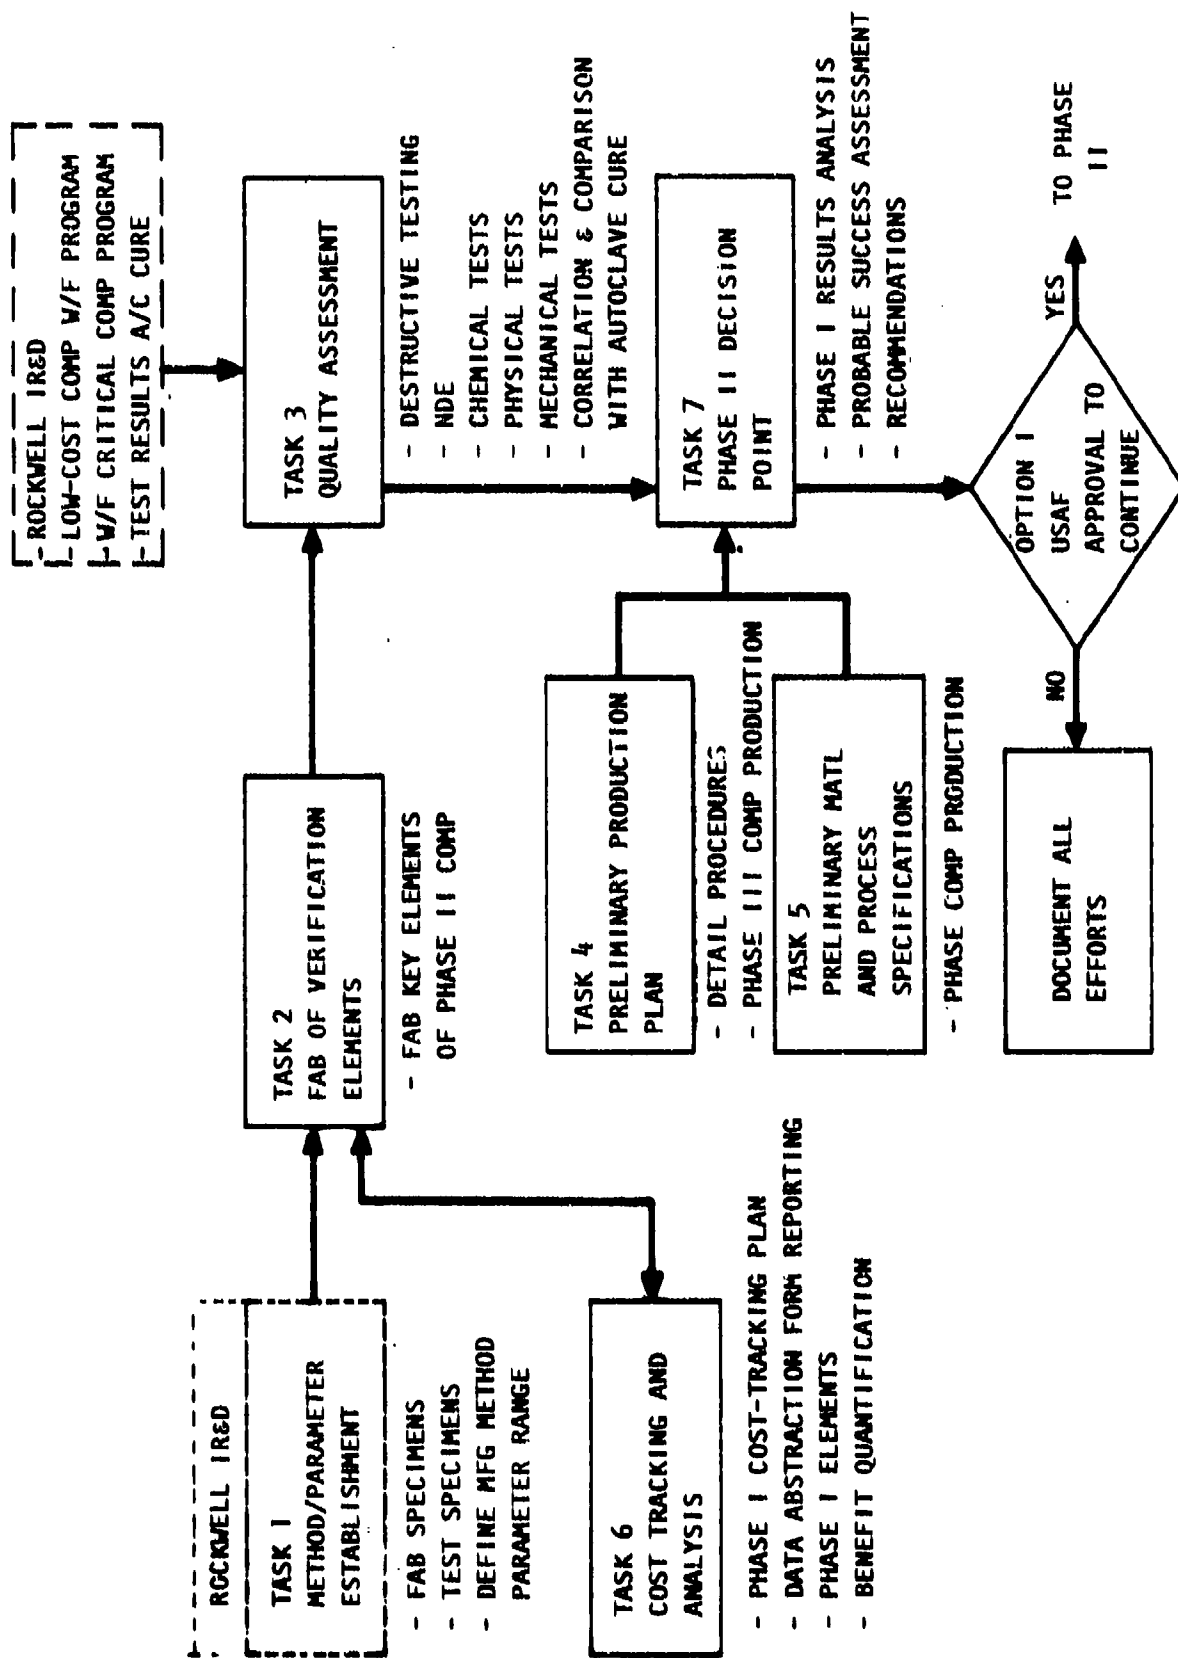 ROCKWELL IR&D
TASK 1
METHOD/PARAMETER
ESTABLISHMENT
- FAB SPECIMENS
- TEST SPECIMENS
- DEFINE MFG METHOD
PARAMETER RANGE
TASK 2
FAB OF VERIFICATION
ELEMENTS
- FAB KEY ELEMENTS
OF PHASE II COMP
- ROCKWELL IR&D
- LOW-COST COMP W/F PROGRAM
- W/F CRITICAL COMP PROGRAM
- TEST RESULTS A/C CURE
TASK 3
QUALITY ASSESSMENT
- DESTRUCTIVE TESTING
- NDE
- CHEMICAL TESTS
- PHYSICAL TESTS
- MECHANICAL TESTS
- CORRELATION & COMPARISON
WITH AUTOCLAVE CURE
TASK 6
COST TRACKING AND
ANALYSIS
- PHASE I COST-TRACKING PLAN
- DATA ABSTRACTION FORM REPORTING
- PHASE I ELEMENTS
- BENEFIT QUANTIFICATION
TASK 4
PRELIMINARY PRODUCTION
PLAN
- DETAIL PROCEDURES
- PHASE III COMP PRODUCTION
TASK 5
PRELIMINARY MATL
AND PROCESS
SPECIFICATIONS
- PHASE COMP PRODUCTION
TASK 7
PHASE II DECISION
POINT
- PHASE I RESULTS ANALYSIS
- PROBABLE SUCCESS ASSESSMENT
- RECOMMENDATIONS
OPTION I
USAF
APPROVAL TO
CONTINUE
NO
DOCUMENT ALL
EFFORTS
YES
TO PHASE
II